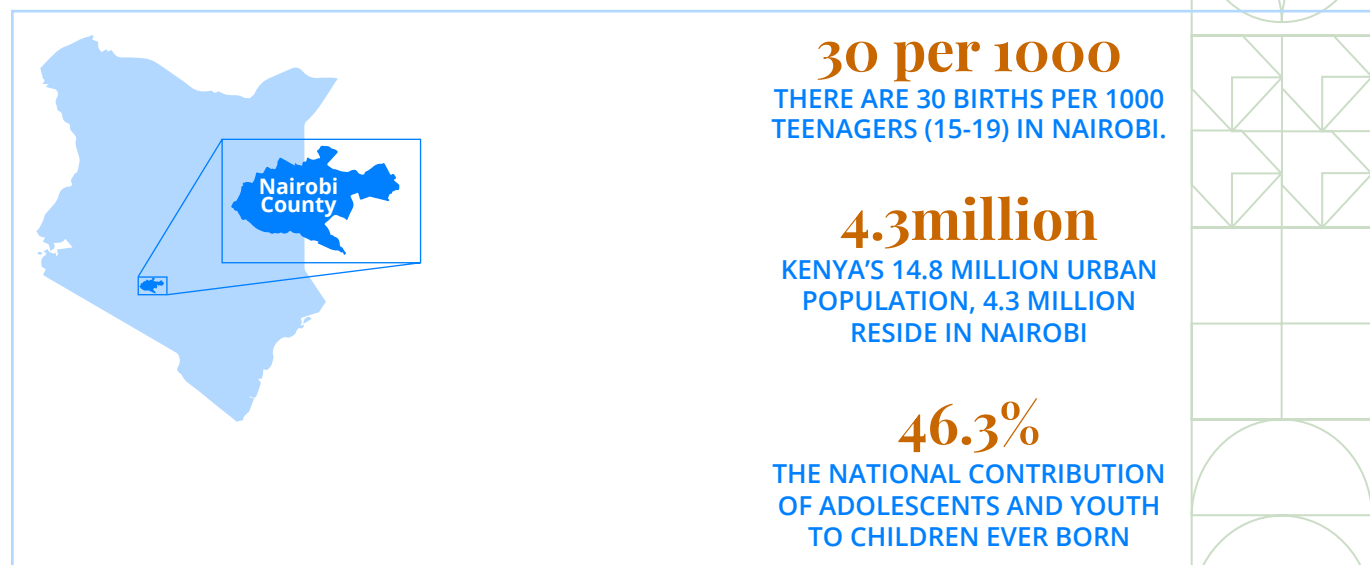 Nairobi
County
30 per 1000
THERE ARE 30 BIRTHS PER 1000
TEENAGERS (15-19) IN NAIROBI.
4.3million
KENYA’S 14.8 MILLION URBAN
POPULATION, 4.3 MILLION
RESIDE IN NAIROBI
46.3%
THE NATIONAL CONTRIBUTION
OF ADOLESCENTS AND YOUTH
TO CHILDREN EVER BORN